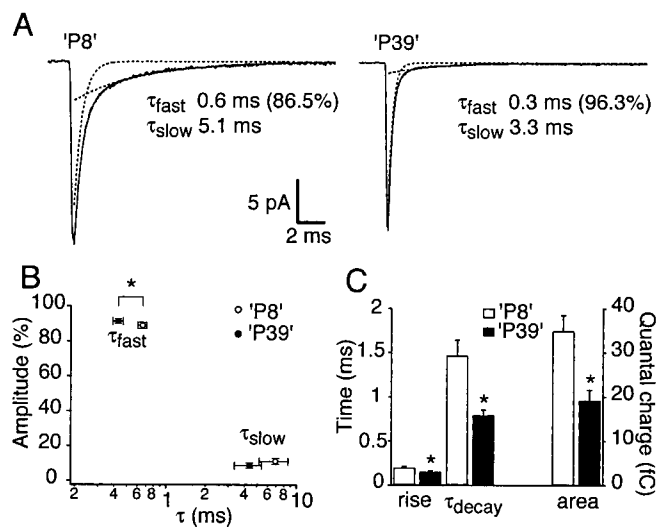 A
'P8'
'P39'
τfast 0.6 ms (86.5%)
τslow 5.1 ms
τfast 0.3 ms (96.3%)
τslow 3.3 ms
5 pA
2 ms
B
*
100
80
60
40
20
0
Amplitude (%)
τfast
'P8'
'P39'
τslow
2 4 6 8 1 2 4 6 8 10
τ (ms)
C
2
1.5
1
0.5
0
Time (ms)
'P8'
'P39'
* * *
40
30
20
10
0
Quantal charge (fC)
rise τdecay area